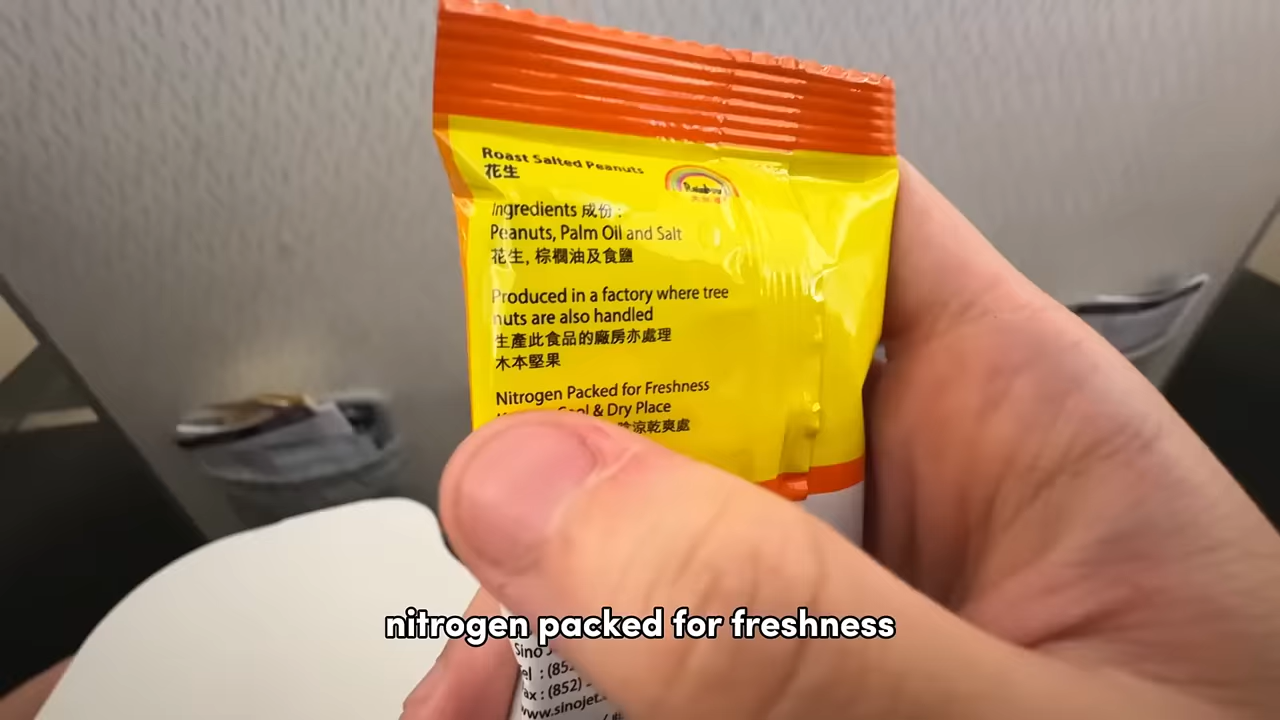 Roast Salted Peanuts
花生
Rainbow
Ingredients 成份 :
Peanuts, Palm Oil and Salt
花生, 棕櫚油及食鹽
Produced in a factory where tree
nuts are also handled
生產此食品的廠房亦處理
木本堅果
Nitrogen Packed for Freshness
& Dry Place
陰涼乾爽處
nitrogen packed for freshness
Sino
: (852)
: (852)
www.sinojet